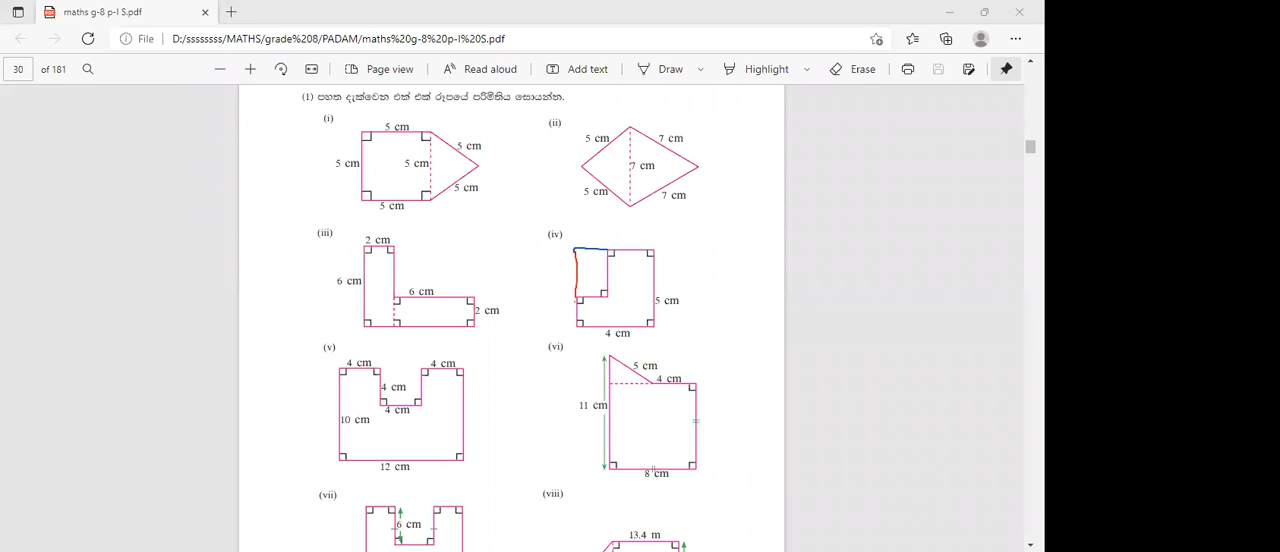 maths g-8 p-I S.pdf
File D:/ssssssss/MATHS/grade%208/PADAM/maths%20g-8%20p-I%20S.pdf
30 of 181 Page view Read aloud Add text Draw Highlight Erase
(1) පහත දැක්වෙන එක් එක් රූපයේ පරිමිතිය සොයන්න.
(i) (ii)
5 cm
5 cm 5 cm 5 cm
5 cm 5 cm
5 cm 7 cm
7 cm
5 cm 7 cm
(iii) (iv)
2 cm
6 cm 6 cm
2 cm
5 cm
4 cm
(v) (vi)
4 cm 4 cm
4 cm
4 cm
10 cm
12 cm
5 cm
4 cm
11 cm
8 cm
(vii) (viii)
6 cm
13.4 m